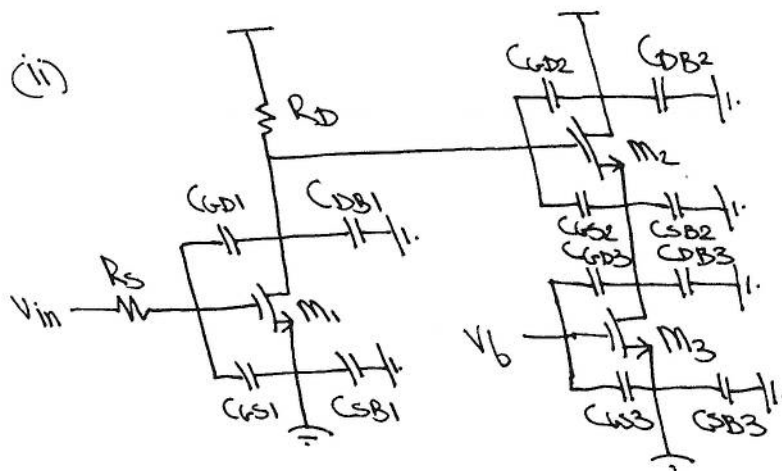 (ii)
RD
CGD2
CDB2
M2
CGS2
CSB2
CGD1
CDB1
RS
Vin
M1
CGS1
CSB1
CGD3
CDB3
Vb
M3
CGS3
CSB3